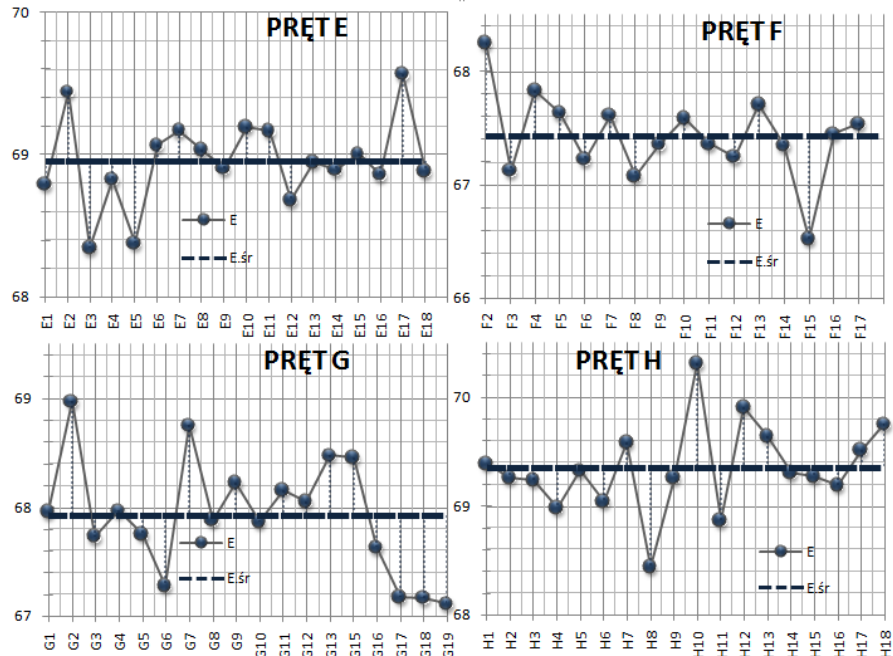 PRĘT E
70
69
68
E
E.śr
E1 E2 E3 E4 E5 E6 E7 E8 E9 E10 E11 E12 E13 E14 E15 E16 E17 E18
PRĘT F
68
67
66
E
E.śr
F2 F3 F4 F5 F6 F7 F8 F9 F10 F11 F12 F13 F14 F15 F16 F17
PRĘT G
69
68
67
E
E.śr
G1 G2 G3 G4 G5 G6 G7 G8 G9 G10 G11 G12 G13 G15 G16 G17 G18 G19
PRĘT H
70
69
68
E
E.śr
H1 H2 H3 H4 H5 H6 H7 H8 H9 H10 H11 H12 H13 H14 H15 H16 H17 H8